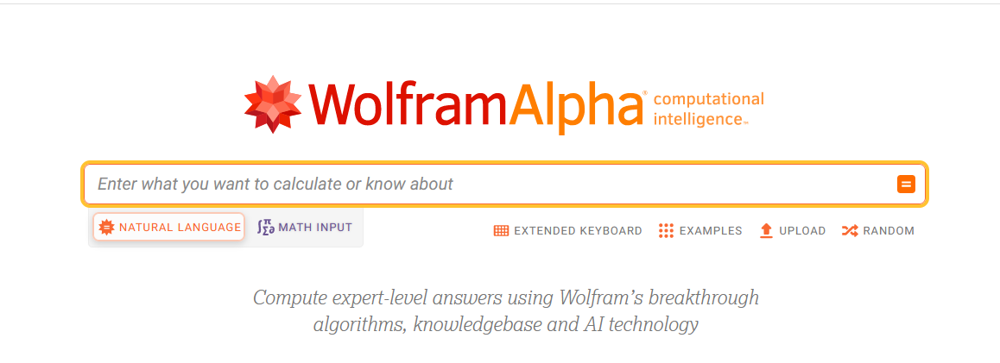 WolframAlpha® computational
intelligence™
Enter what you want to calculate or know about
NATURAL LANGUAGE
MATH INPUT
EXTENDED KEYBOARD
EXAMPLES
UPLOAD
RANDOM
Compute expert-level answers using Wolfram’s breakthrough
algorithms, knowledgebase and AI technology